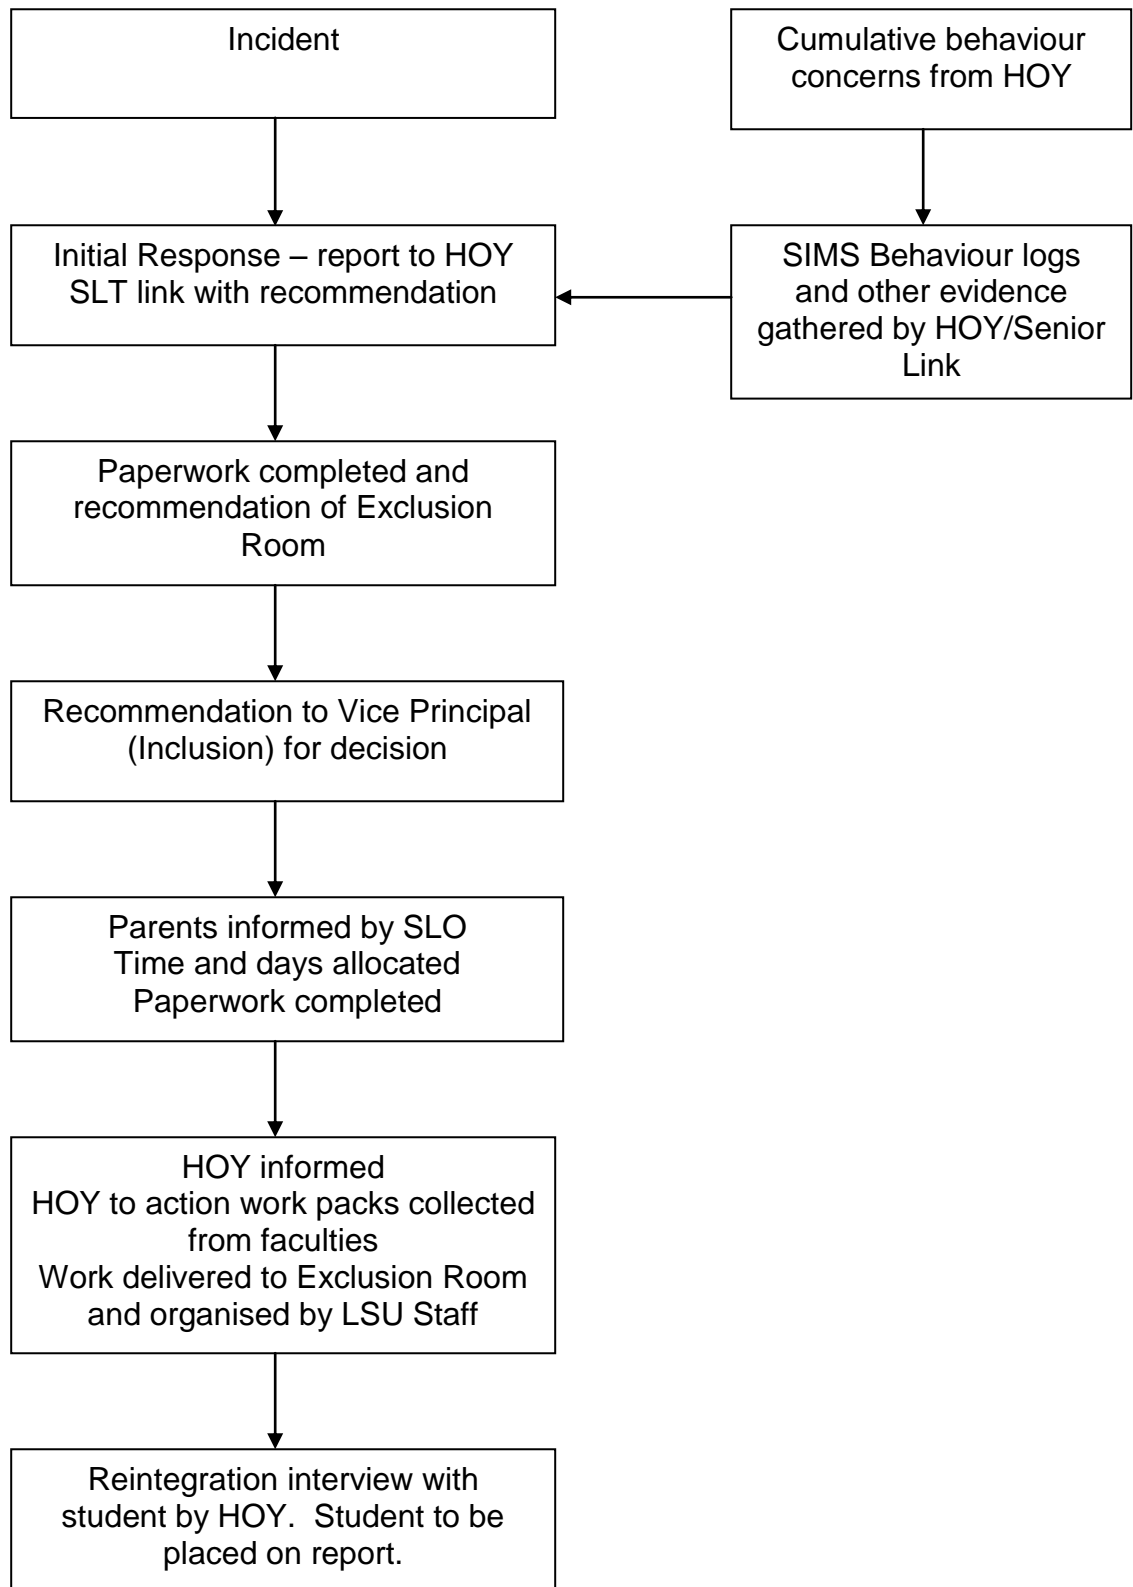 Incident
Cumulative behaviour
concerns from HOY
Initial Response – report to HOY
SLT link with recommendation
SIMS Behaviour logs
and other evidence
gathered by HOY/Senior
Link
Paperwork completed and
recommendation of Exclusion
Room
Recommendation to Vice Principal
(Inclusion) for decision
Parents informed by SLO
Time and days allocated
Paperwork completed
HOY informed
HOY to action work packs collected
from faculties
Work delivered to Exclusion Room
and organised by LSU Staff
Reintegration interview with
student by HOY.  Student to be
placed on report.